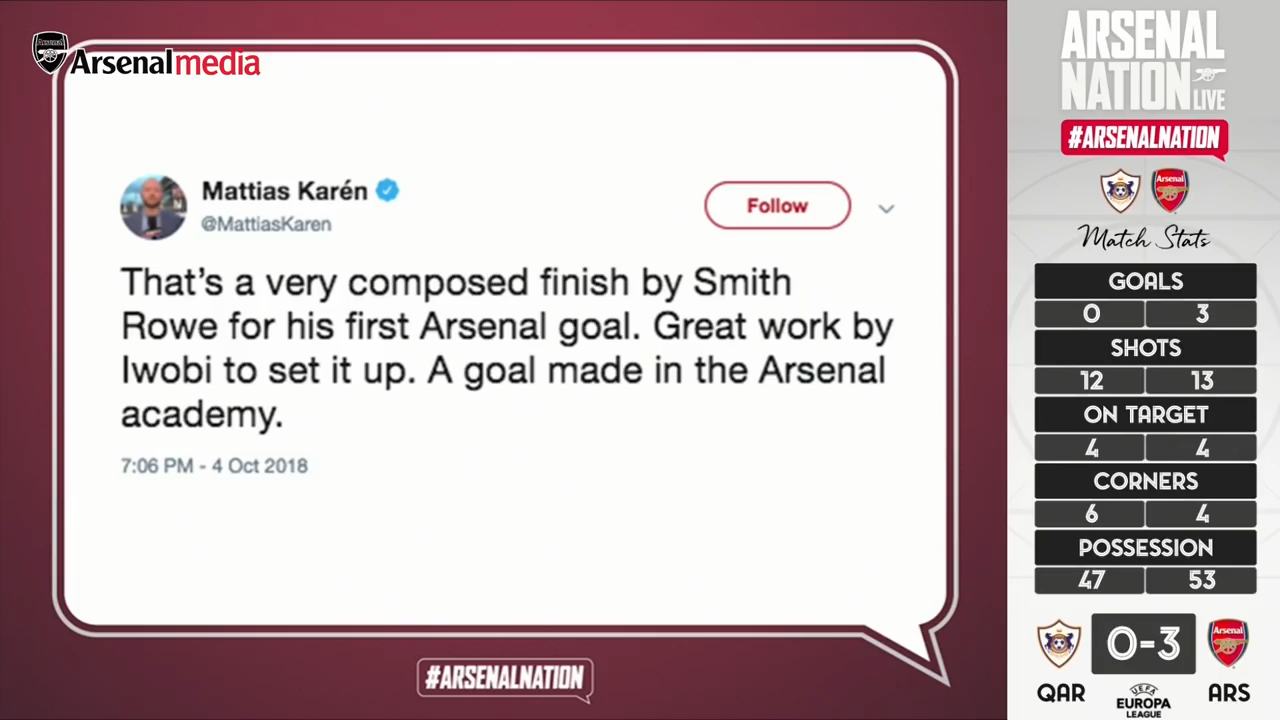 Arsenalmedia
Mattias Karén
@MattiasKaren
Follow
That's a very composed finish by Smith
Rowe for his first Arsenal goal. Great work by
Iwobi to set it up. A goal made in the Arsenal
academy.
7:06 PM - 4 Oct 2018
#ARSENALNATION
ARSENAL
NATION LIVE
#ARSENALNATION
Arsenal
Match Stats
GOALS
0 3
SHOTS
12 13
ON TARGET
4 4
CORNERS
6 4
POSSESSION
47 53
0-3
Arsenal
QAR
ARS
UEFA
EUROPA
LEAGUE